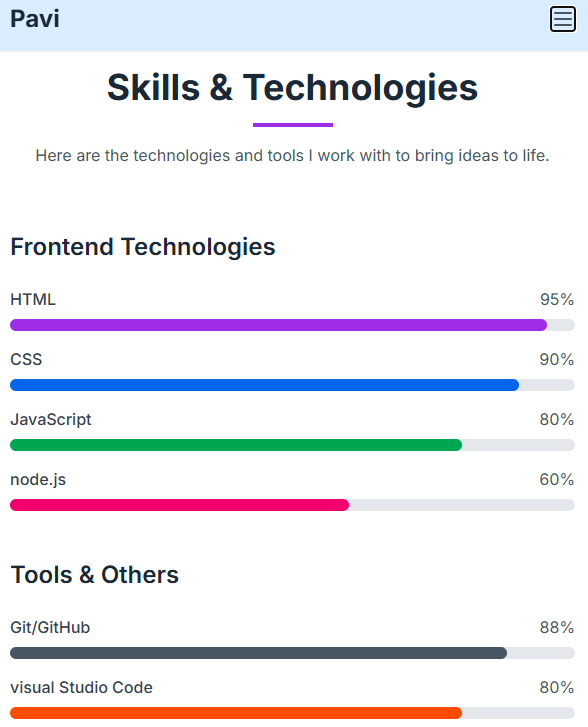 Pavi
Skills & Technologies
Here are the technologies and tools I work with to bring ideas to life.
Frontend Technologies
HTML 95%
CSS 90%
JavaScript 80%
node.js 60%
Tools & Others
Git/GitHub 88%
visual Studio Code 80%